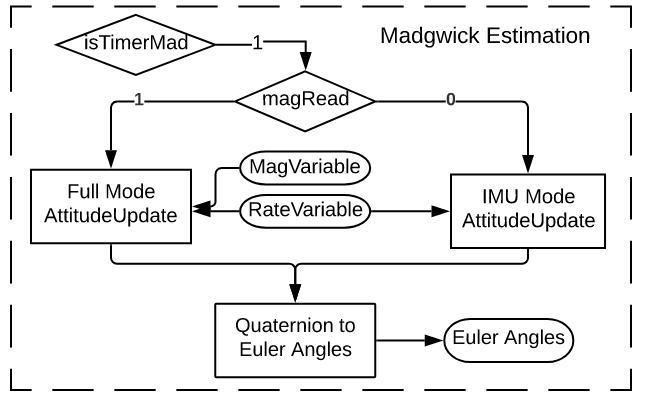 isTimerMad
1
Madgwick Estimation
magRead
1
0
MagVariable
Full Mode
AttitudeUpdate
RateVariable
IMU Mode
AttitudeUpdate
Quaternion to
Euler Angles
Euler Angles